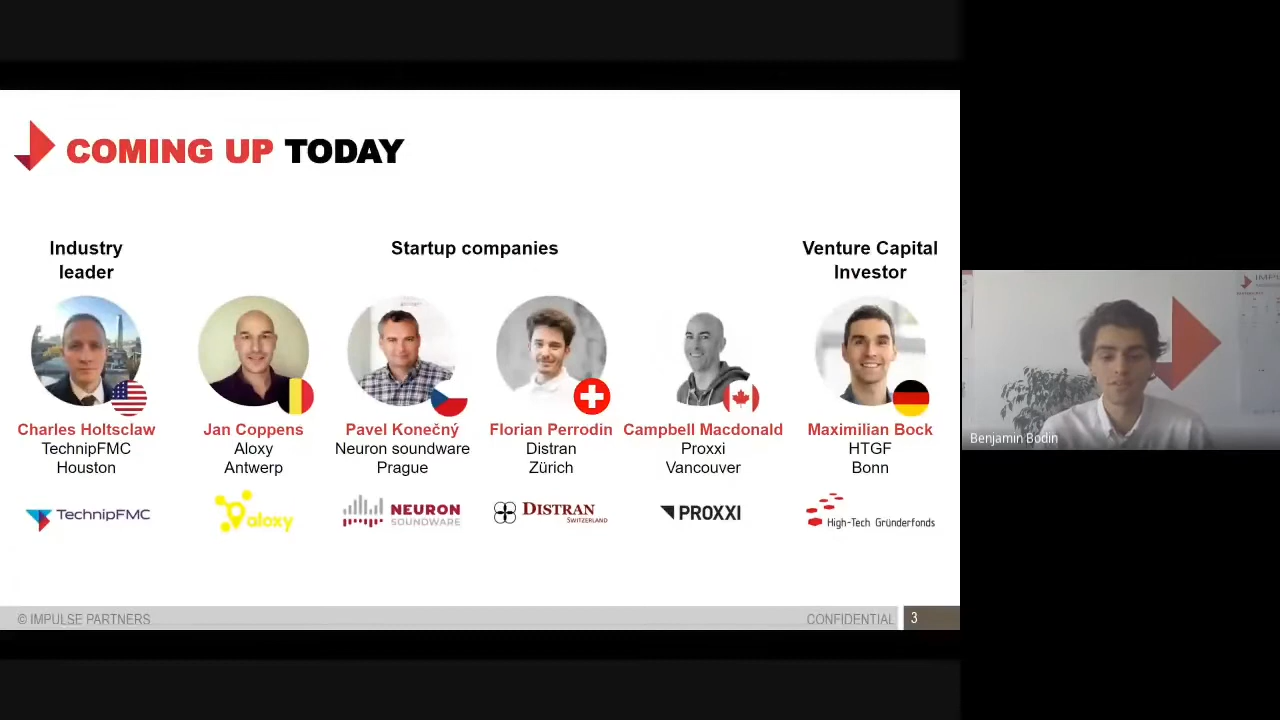 COMING UP TODAY
Industry
leader
Startup companies
Venture Capital
Investor
Charles Holtsclaw
TechnipFMC
Houston
Jan Coppens
Aloxy
Antwerp
Pavel Konečný
Neuron soundware
Prague
Florian Perrodin
Distran
Zürich
Campbell Macdonald
Proxxi
Vancouver
Maximilian Bock
HTGF
Bonn
TechnipFMC
aloxy
NEURON
SOUNDWARE
DISTRAN
SWITZERLAND
PROXXI
High-Tech Gründerfonds
© IMPULSE PARTNERS
CONFIDENTIAL
3
Benjamin Bodin